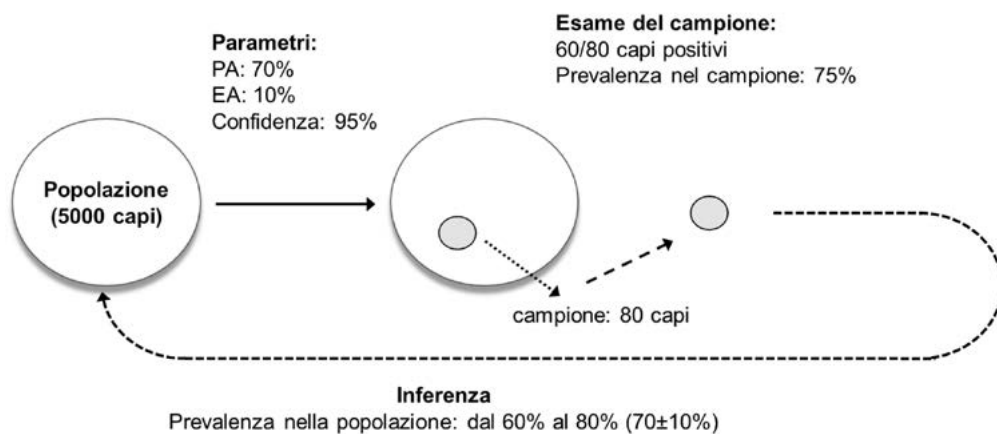 Parametri:
PA: 70%
EA: 10%
Confidenza: 95%
Esame del campione:
60/80 capi positivi
Prevalenza nel campione: 75%
Popolazione
(5000 capi)
campione: 80 capi
Inferenza
Prevalenza nella popolazione: dal 60% al 80% (70±10%)